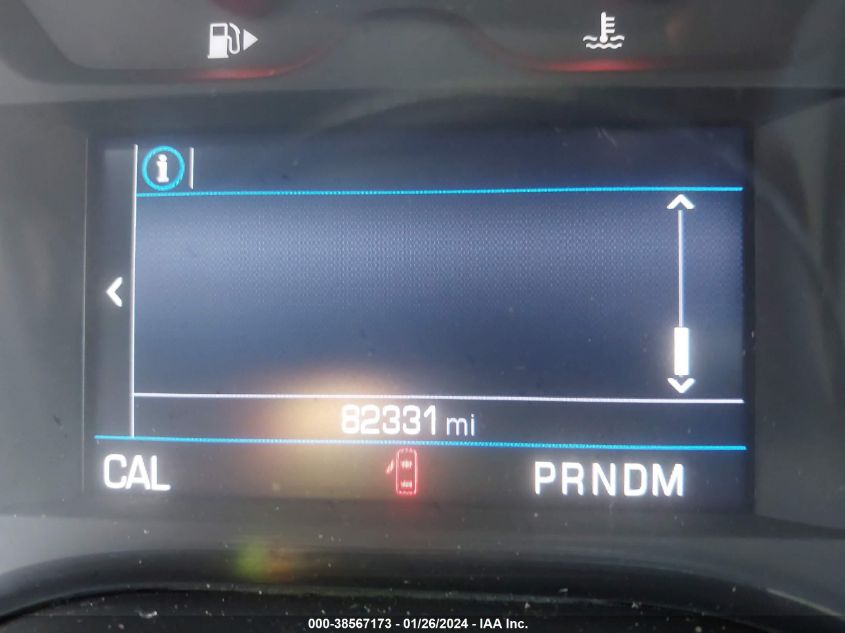 i
82331 mi
CAL PRNDM
000-38567173 - 01/26/2024 - IAA Inc.